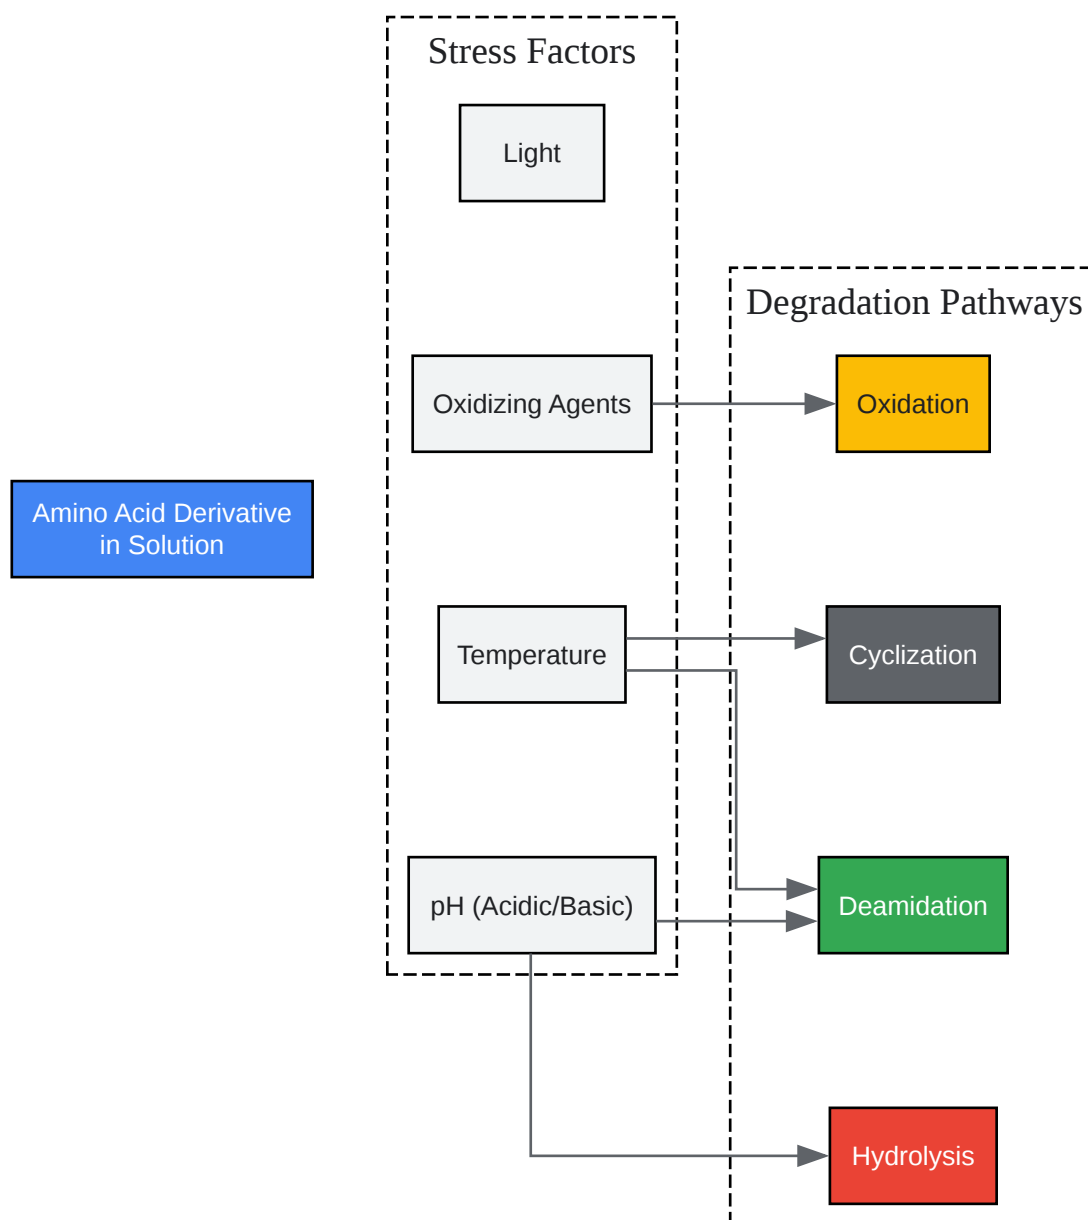 Stress Factors
Light
Degradation Pathways
Oxidizing Agents
Oxidation
Amino Acid Derivative
in Solution
Temperature
Cyclization
pH (Acidic/Basic)
Deamidation
Hydrolysis